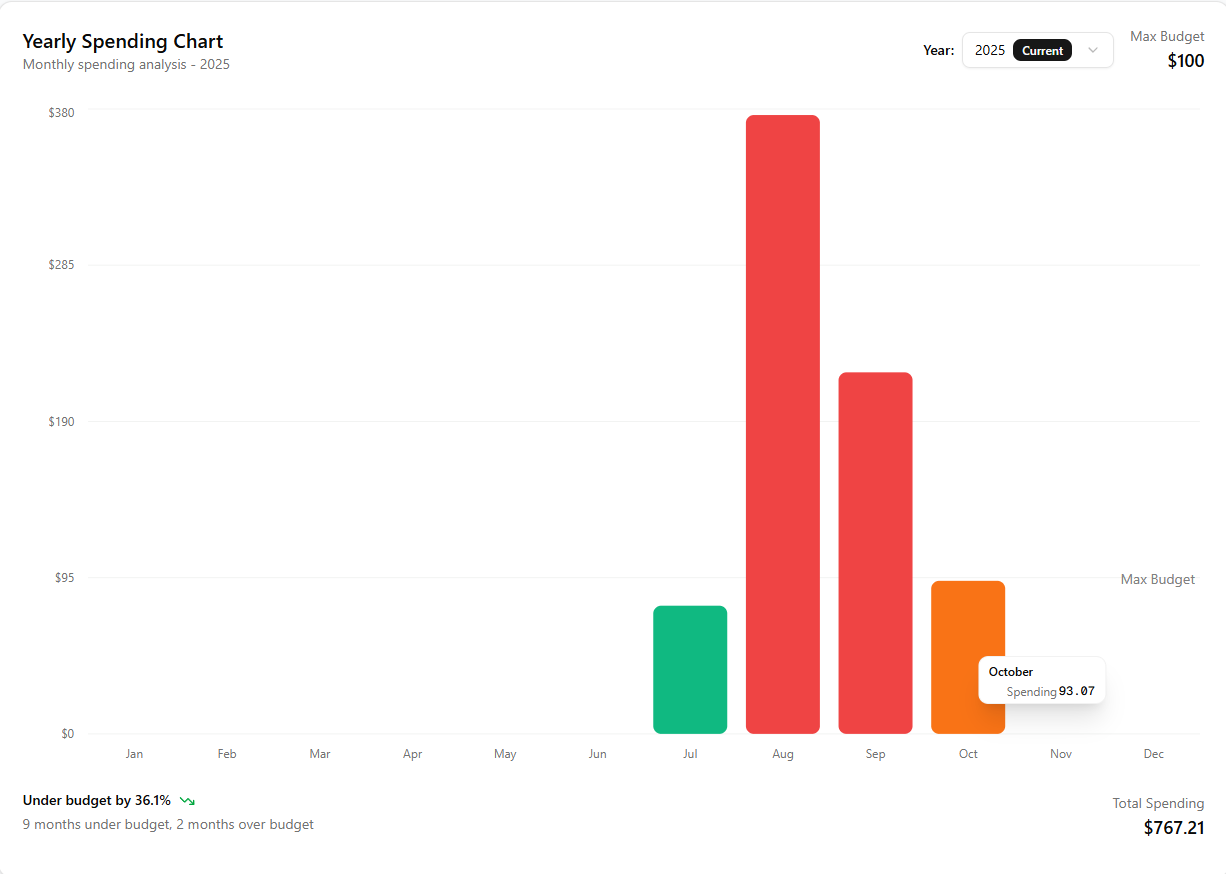 Yearly Spending Chart
Monthly spending analysis - 2025
Year: 2025 Current
Max Budget
$100
$380
$285
$190
$95
$0
Max Budget
October
Spending 93.07
Jan Feb Mar Apr May Jun Jul Aug Sep Oct Nov Dec
Under budget by 36.1%
9 months under budget, 2 months over budget
Total Spending
$767.21